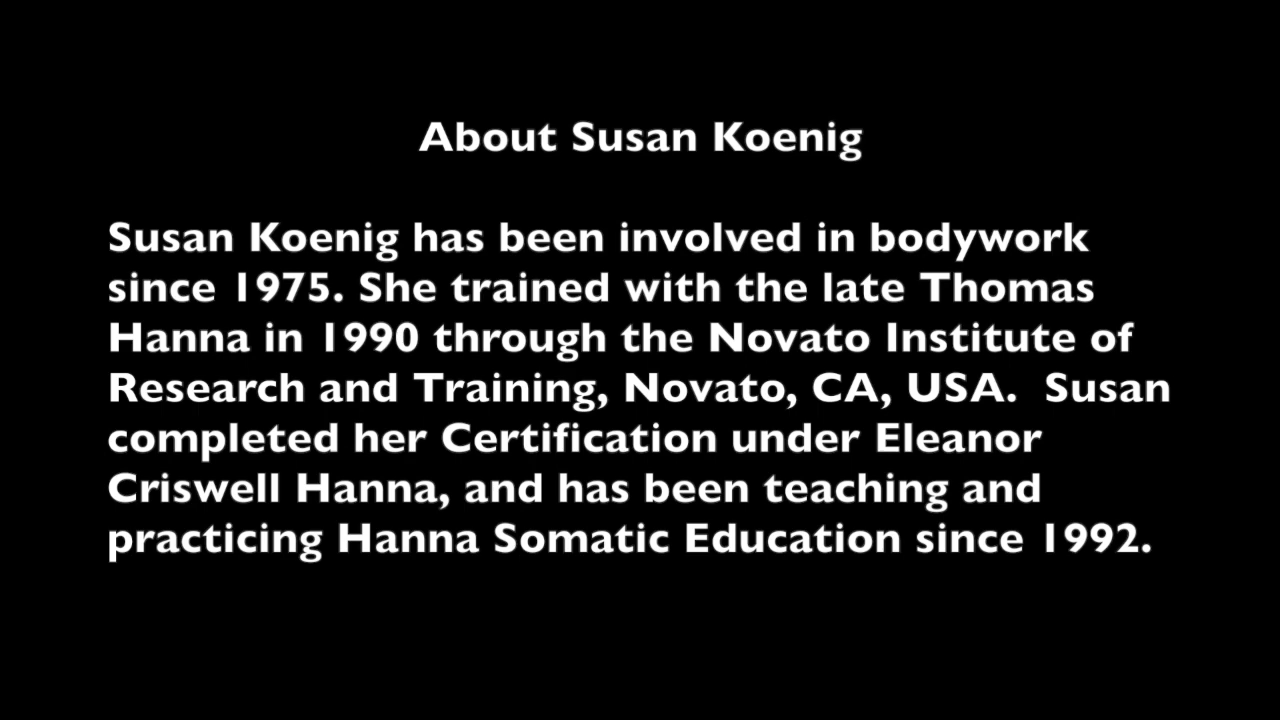 About Susan Koenig
Susan Koenig has been involved in bodywork
since 1975. She trained with the late Thomas
Hanna in 1990 through the Novato Institute of
Research and Training, Novato, CA, USA.  Susan
completed her Certification under Eleanor
Criswell Hanna, and has been teaching and
practicing Hanna Somatic Education since 1992.